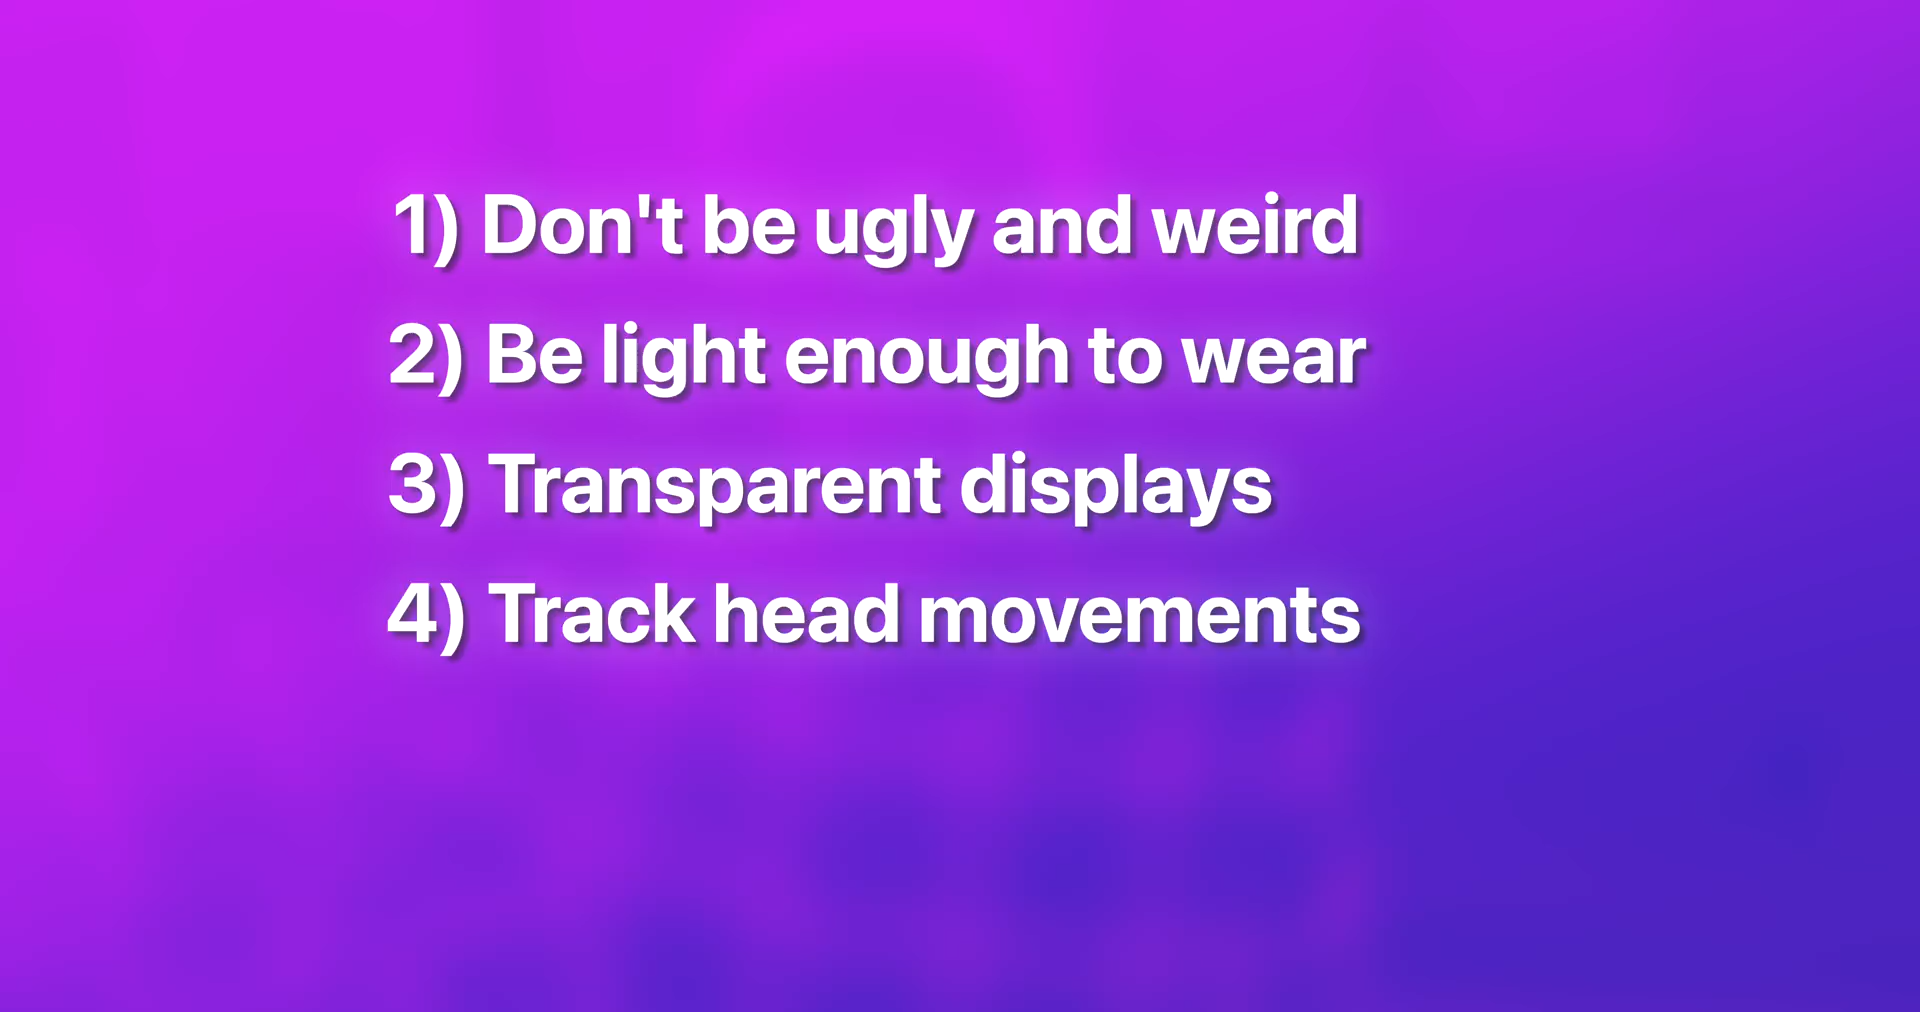 1) Don't be ugly and weird
2) Be light enough to wear
3) Transparent displays
4) Track head movements